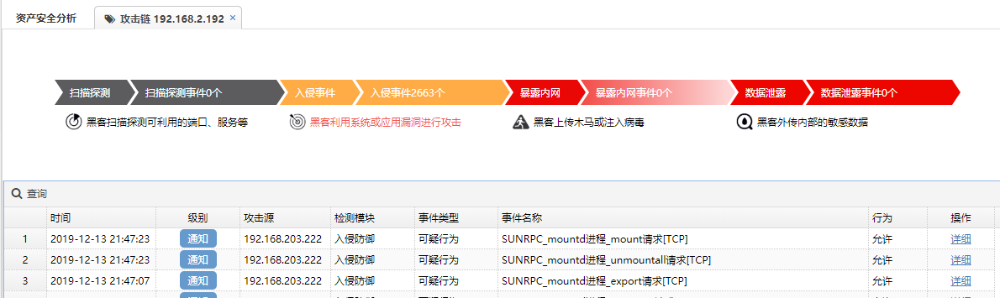 资产安全分析 攻击链 192.168.2.192 ×
扫描探测 扫描探测事件0个 入侵事件 入侵事件2663个 暴露内网 暴露内网事件0个 数据泄露 数据泄露事件0个
黑客扫描探测可利用的端口、服务等 黑客利用系统或应用漏洞进行攻击 黑客上传木马或注入病毒 黑客外传内部的敏感数据
查询
时间 级别 攻击源 检测模块 事件类型 事件名称 行为 操作
1 2019-12-13 21:47:23 通知 192.168.203.222 入侵防御 可疑行为 SUNRPC_mountd进程_mount请求[TCP] 允许 详细
2 2019-12-13 21:47:23 通知 192.168.203.222 入侵防御 可疑行为 SUNRPC_mountd进程_unmountall请求[TCP] 允许 详细
3 2019-12-13 21:47:07 通知 192.168.203.222 入侵防御 可疑行为 SUNRPC_mountd进程_export请求[TCP] 允许 详细